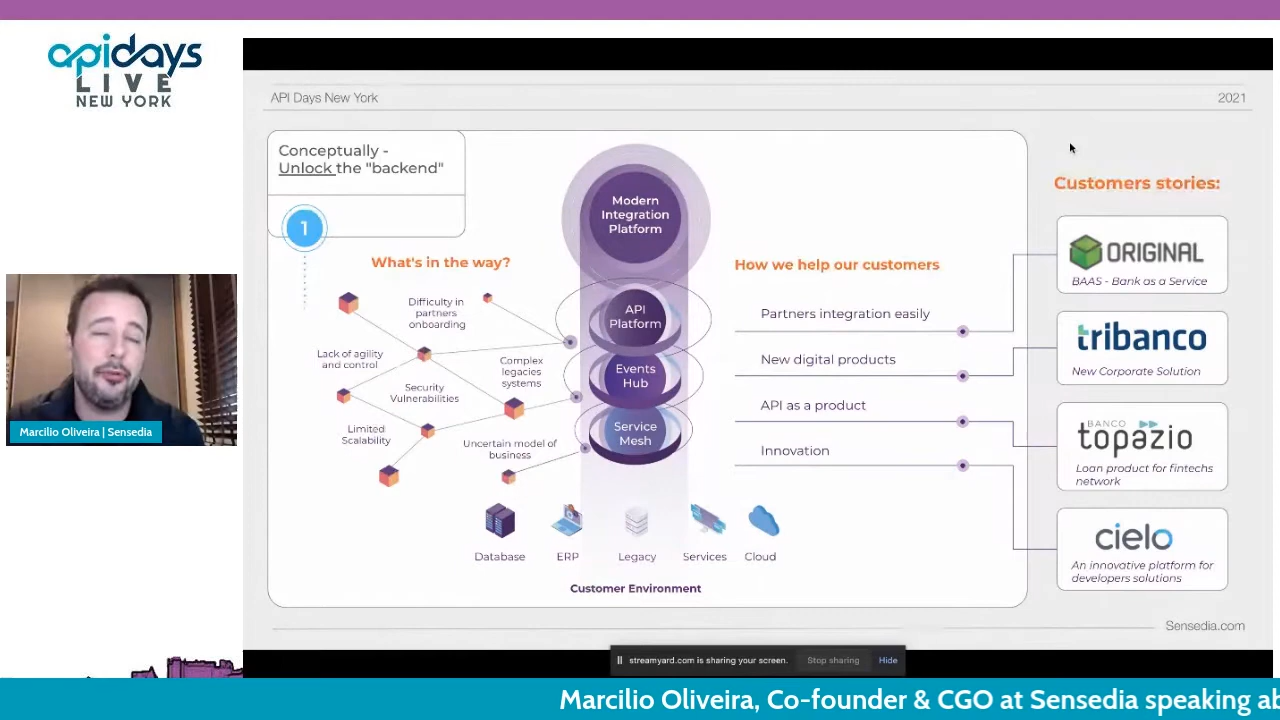 apidays
LIVE
NEW YORK
API Days New York
2021
Conceptually -
Unlock the "backend"
1
What's in the way?
Difficulty in
partners
onboarding
Lack of agility
and control
Complex
legacies
systems
Security
Vulnerabilities
Limited
Scalability
Uncertain model of
business
Modern
Integration
Platform
API
Platform
Events
Hub
Service
Mesh
Database
ERP
Legacy
Services
Cloud
Customer Environment
How we help our customers
Partners integration easily
New digital products
API as a product
Innovation
Customers stories:
ORIGINAL
BAAS - Bank as a Service
tribanco
New Corporate Solution
BANCO
topazio
Loan product for fintechs
network
cielo
An innovative platform for
developers solutions
Sensedia.com
Marcilio Oliveira | Sensedia
streamyard.com is sharing your screen.
Stop sharing
Hide
Marcilio Oliveira, Co-founder & CGO at Sensedia speaking ab